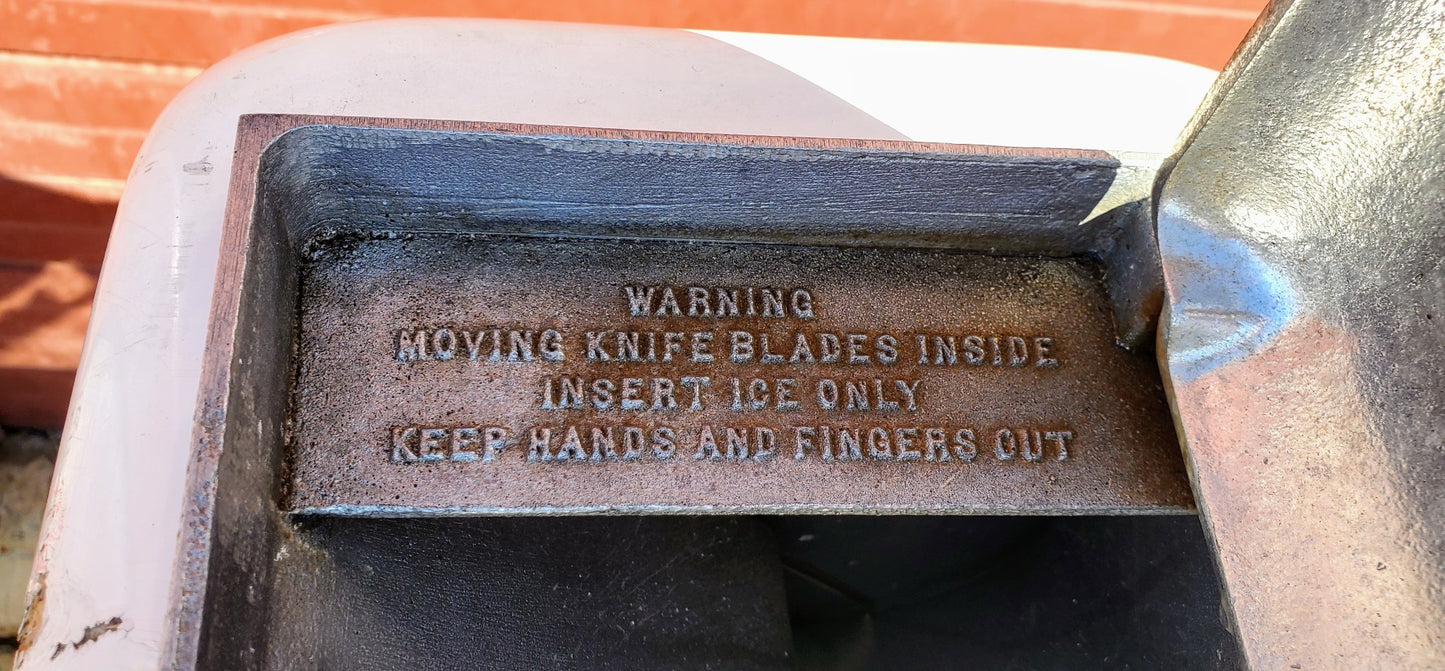 WARNING
MOVING KNIFE BLADES INSIDE
INSERT ICE ONLY
KEEP HANDS AND FINGERS OUT